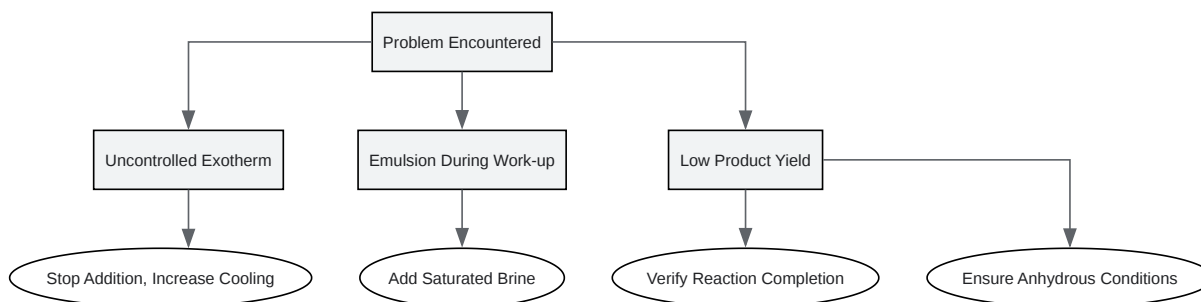 Problem Encountered
Uncontrolled Exotherm
Emulsion During Work-up
Low Product Yield
Stop Addition, Increase Cooling
Add Saturated Brine
Verify Reaction Completion
Ensure Anhydrous Conditions